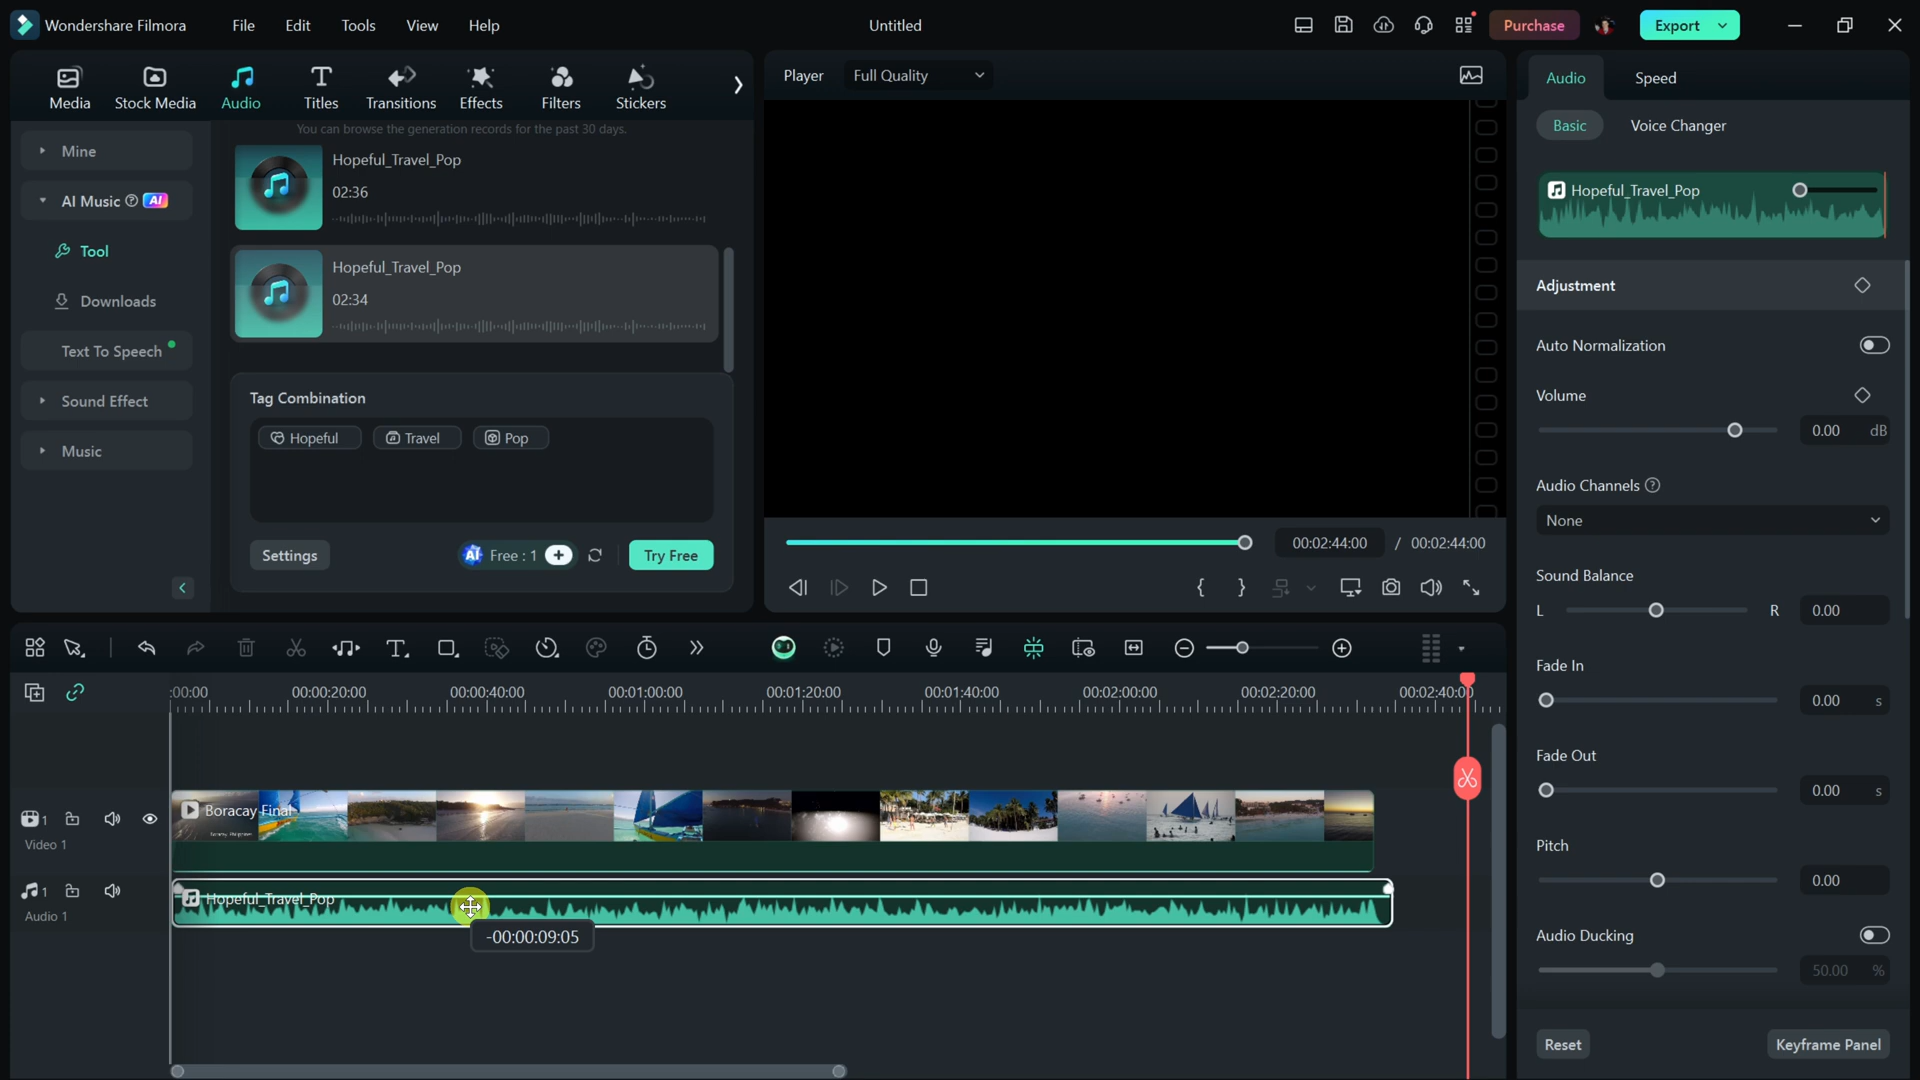 Wondershare Filmora
File
Edit
Tools
View
Help
Untitled
Purchase
Export
Media
Stock Media
Audio
Titles
Transitions
Effects
Filters
Stickers
Player
Full Quality
Audio
Speed
Basic
Voice Changer
Mine
AI Music
AI
Tool
Downloads
Text To Speech
Sound Effect
Music
You can browse the generation records for the past 30 days.
Hopeful_Travel_Pop
02:36
Hopeful_Travel_Pop
02:34
Tag Combination
Hopeful
Travel
Pop
Settings
AI Free : 1
Try Free
00:02:44:00 / 00:02:44:00
Hopeful_Travel_Pop
Adjustment
Auto Normalization
Volume
0.00 dB
Audio Channels
None
Sound Balance
L
R
0.00
Fade In
0.00 s
Fade Out
0.00 s
Pitch
0.00
Audio Ducking
50.00 %
Reset
Keyframe Panel
:00:00
00:00:20:00
00:00:40:00
00:01:00:00
00:01:20:00
00:01:40:00
00:02:00:00
00:02:20:00
00:02:40:00
1
Video 1
Boracay Final
1
Audio 1
Hopeful_Travel_Pop
-00:00:09:05